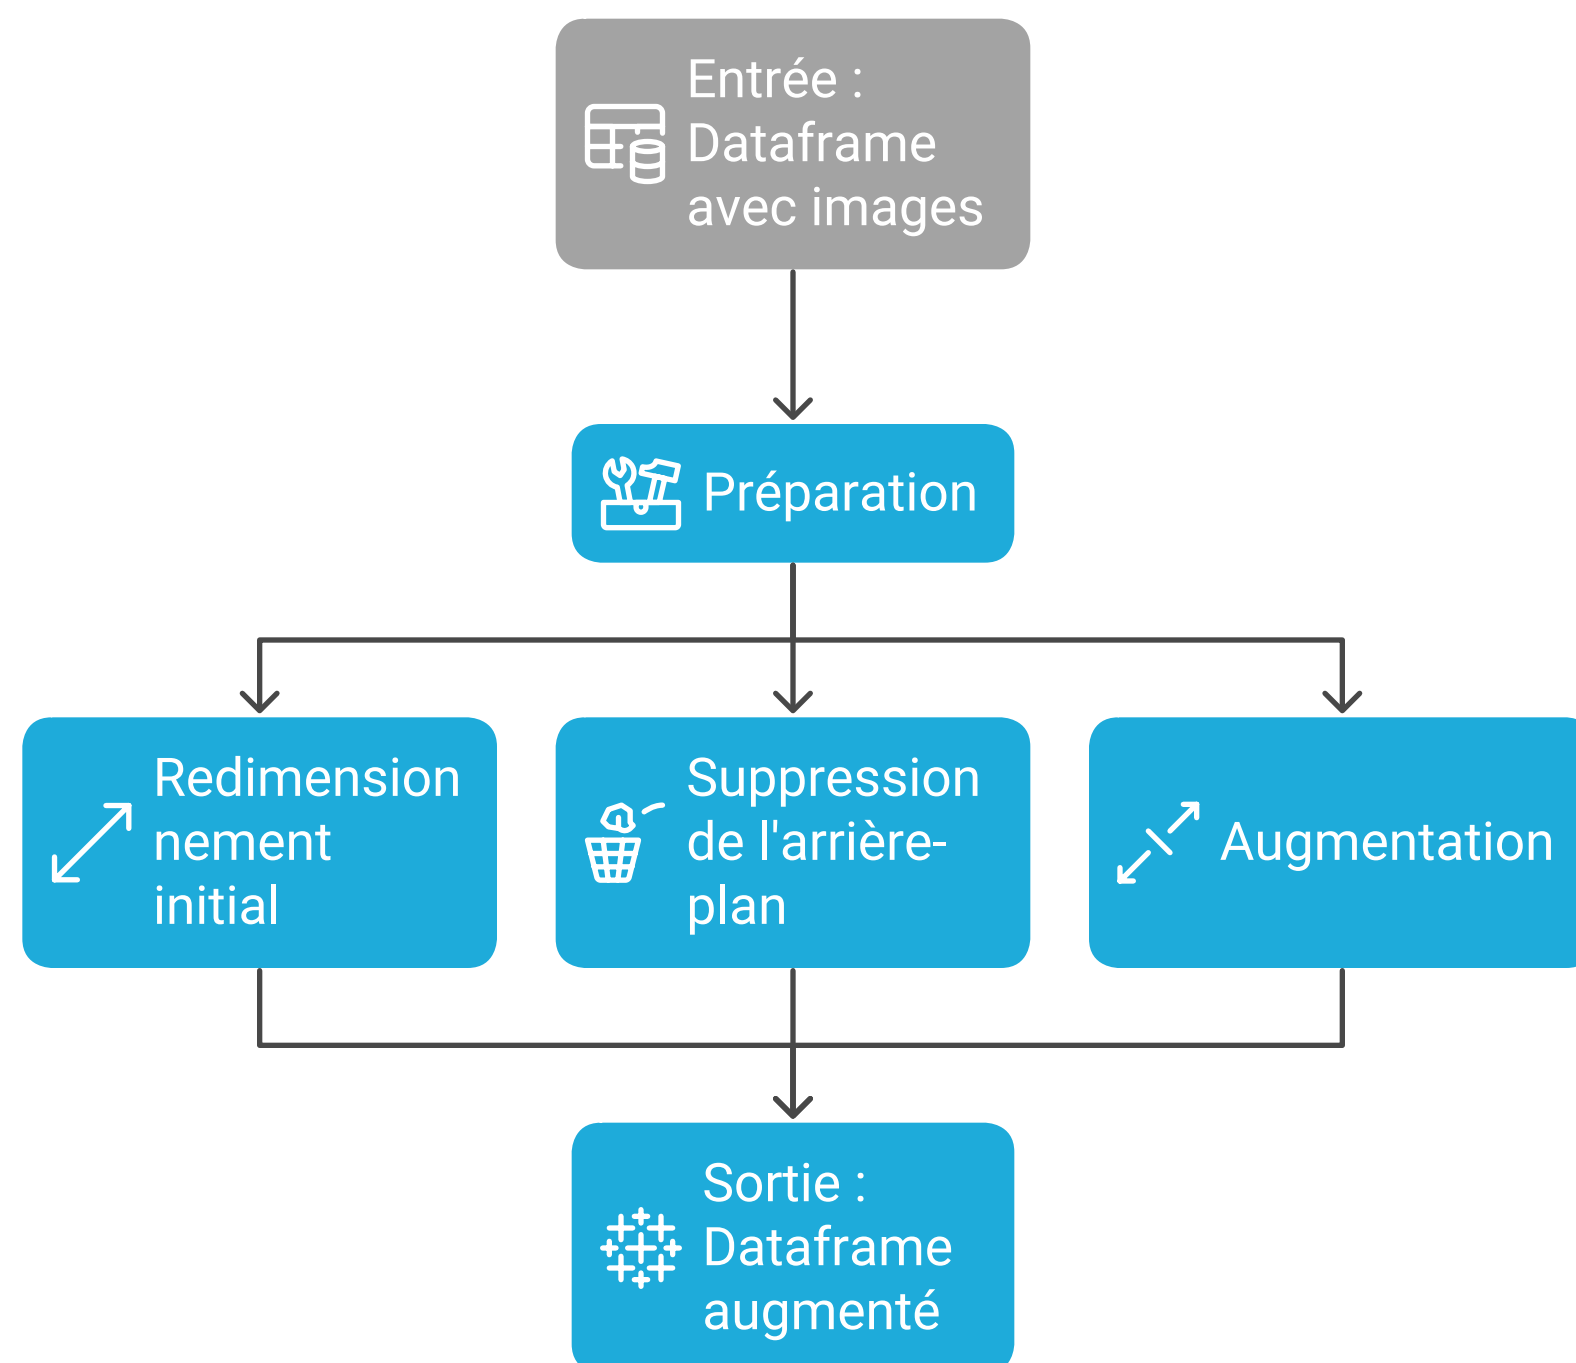 Entrée :
Dataframe
avec images
Préparation
Redimension
nement
initial
Suppression
de l'arrière-
plan
Augmentation
Sortie :
Dataframe
augmenté